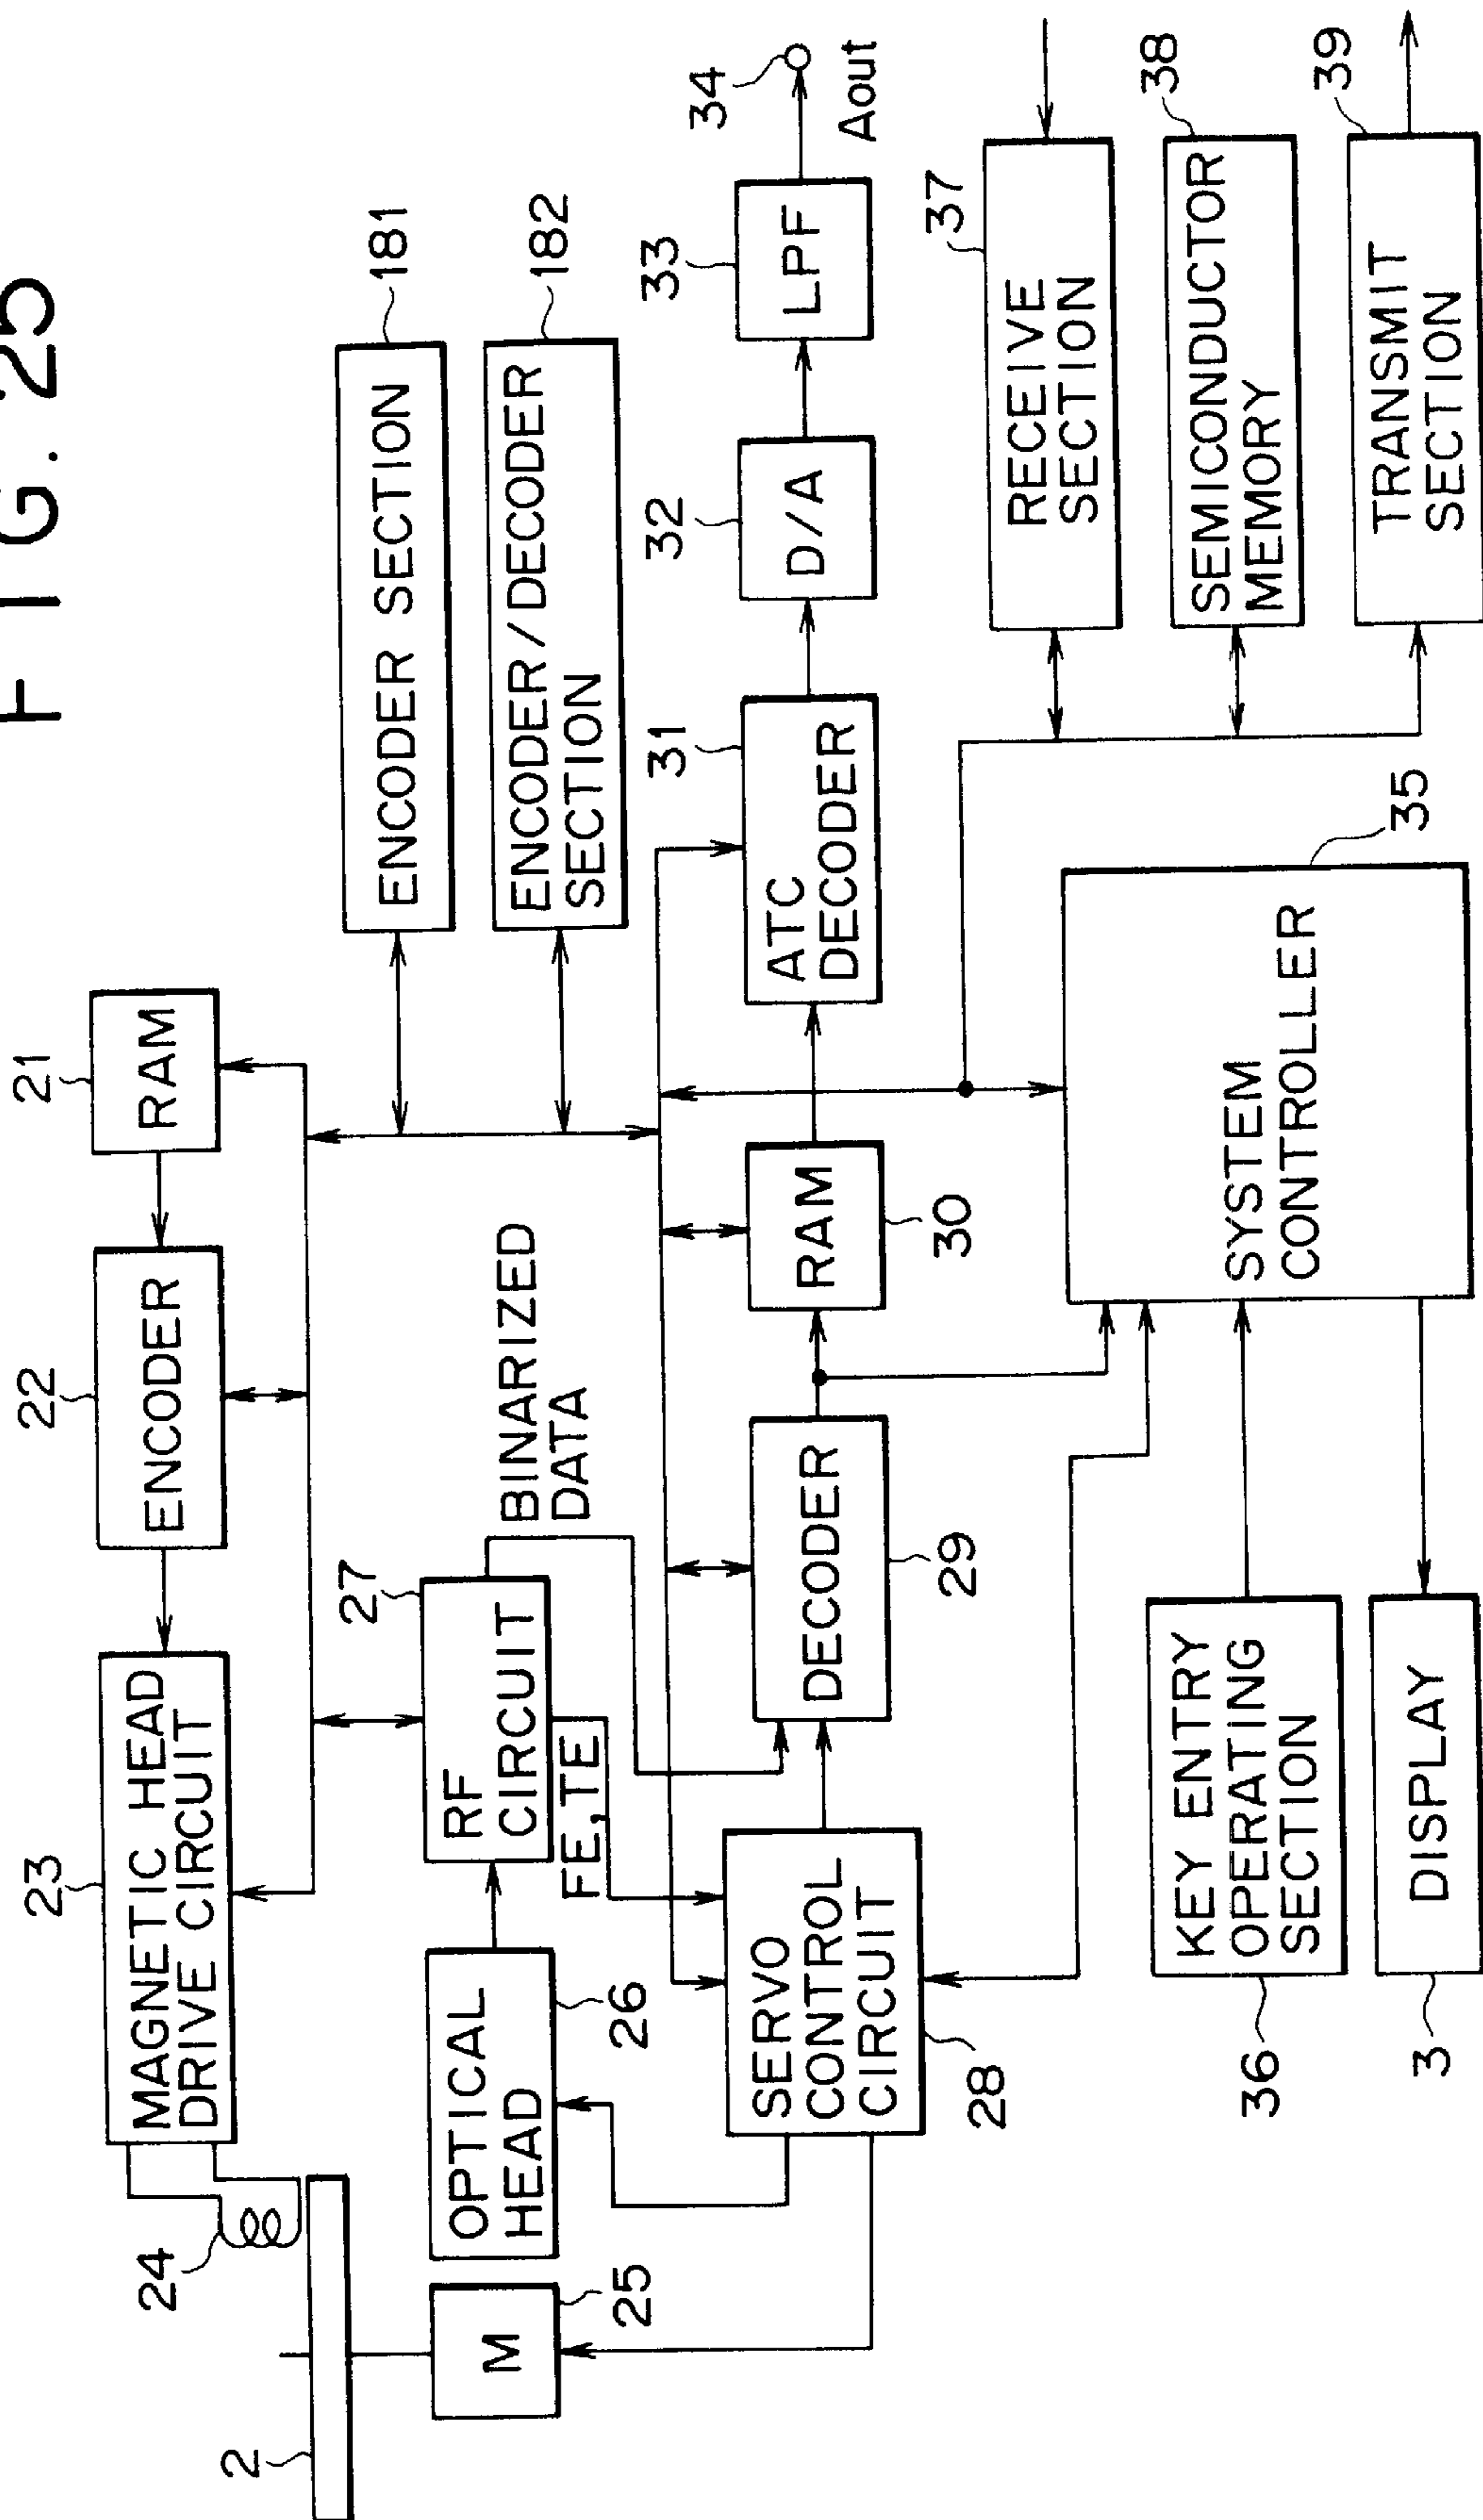 FIG. 25
21
RAM
22
ENCODER
23
MAGNETIC HEAD
DRIVE CIRCUIT
24
2
181
ENCODER SECTION
182
ENCODER/DECODER
SECTION
27
RF
CIRCUIT
BINARIZED
DATA
FE,TE
OPTICAL
HEAD
26
M
25
34
Aout
33
LPF
32
D/A
31
ATC
DECODER
RAM
30
DECODER
29
SERVO
CONTROL
CIRCUIT
28
37
RECEIVE
SECTION
38
SEMICONDUCTOR
MEMORY
39
TRANSMIT
SECTION
35
SYSTEM
CONTROLLER
KEY ENTRY
OPERATING
SECTION
36
DISPLAY
3